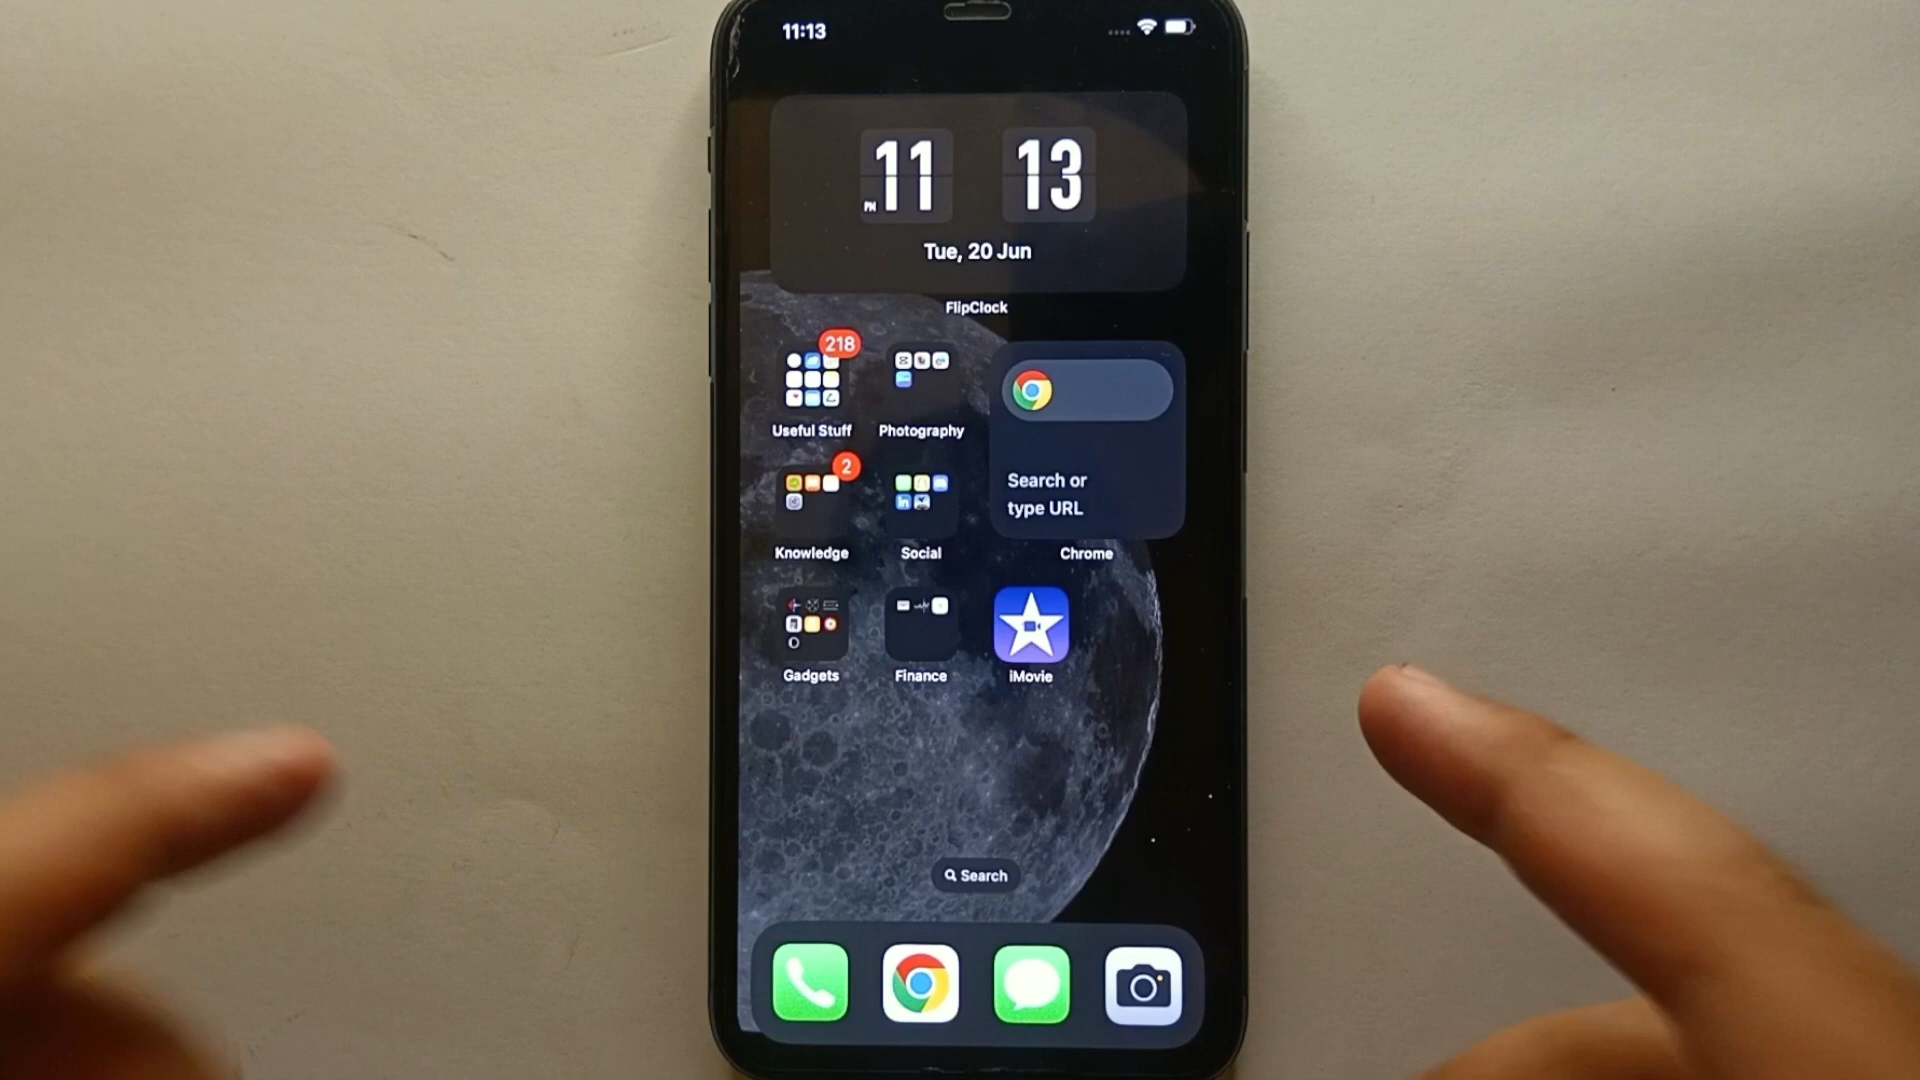 11:13
11 13
PM
Tue, 20 Jun
FlipClock
218
Useful Stuff Photography
Search or
type URL
2
Knowledge Social Chrome
in
Gadgets Finance iMovie
Search